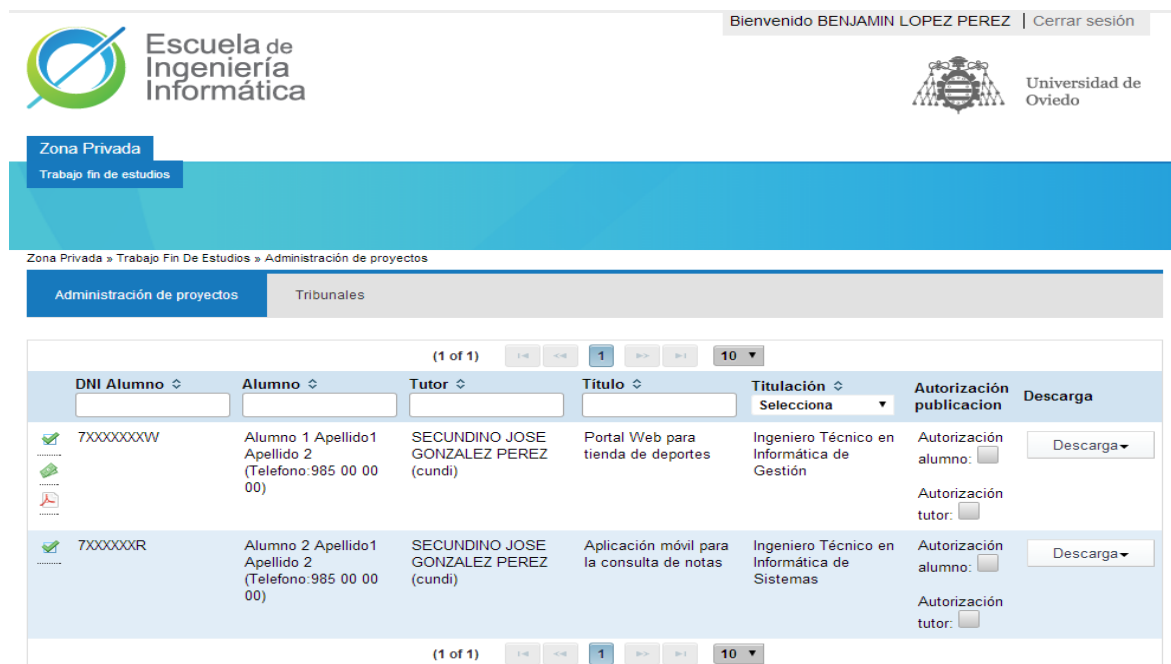 Bienvenido BENJAMIN LOPEZ PEREZ | Cerrar sesión
Escuela de
Ingeniería
Informática
Universidad de
Oviedo
Zona Privada
Trabajo fin de estudios
Zona Privada » Trabajo Fin De Estudios » Administración de proyectos
Administración de proyectos Tribunales
(1 of 1) 1 10
DNI Alumno Alumno Tutor Título Titulación Autorización publicacion Descarga
Selecciona
7XXXXXXXW
Alumno 1 Apellido1
Apellido 2
(Telefono:985 00 00
00)
SECUNDINO JOSE
GONZALEZ PEREZ
(cundi)
Portal Web para
tienda de deportes
Ingeniero Técnico en
Informática de
Gestión
Autorización
alumno:
Autorización
tutor:
Descarga
7XXXXXXR
Alumno 2 Apellido1
Apellido 2
(Telefono:985 00 00
00)
SECUNDINO JOSE
GONZALEZ PEREZ
(cundi)
Aplicación móvil para
la consulta de notas
Ingeniero Técnico en
Informática de
Sistemas
Autorización
alumno:
Autorización
tutor:
Descarga
(1 of 1) 1 10